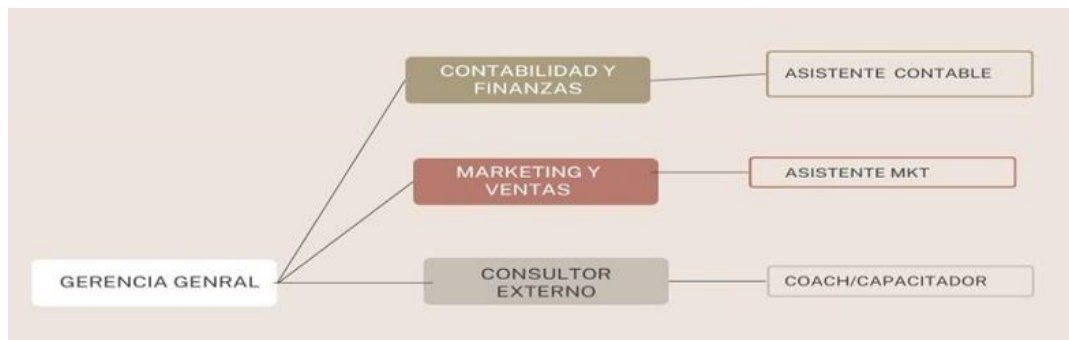 CONTABILIDAD Y
FINANZAS
ASISTENTE CONTABLE
MARKETING Y
VENTAS
ASISTENTE MKT
GERENCIA GENRAL
CONSULTOR
EXTERNO
COACH/CAPACITADOR